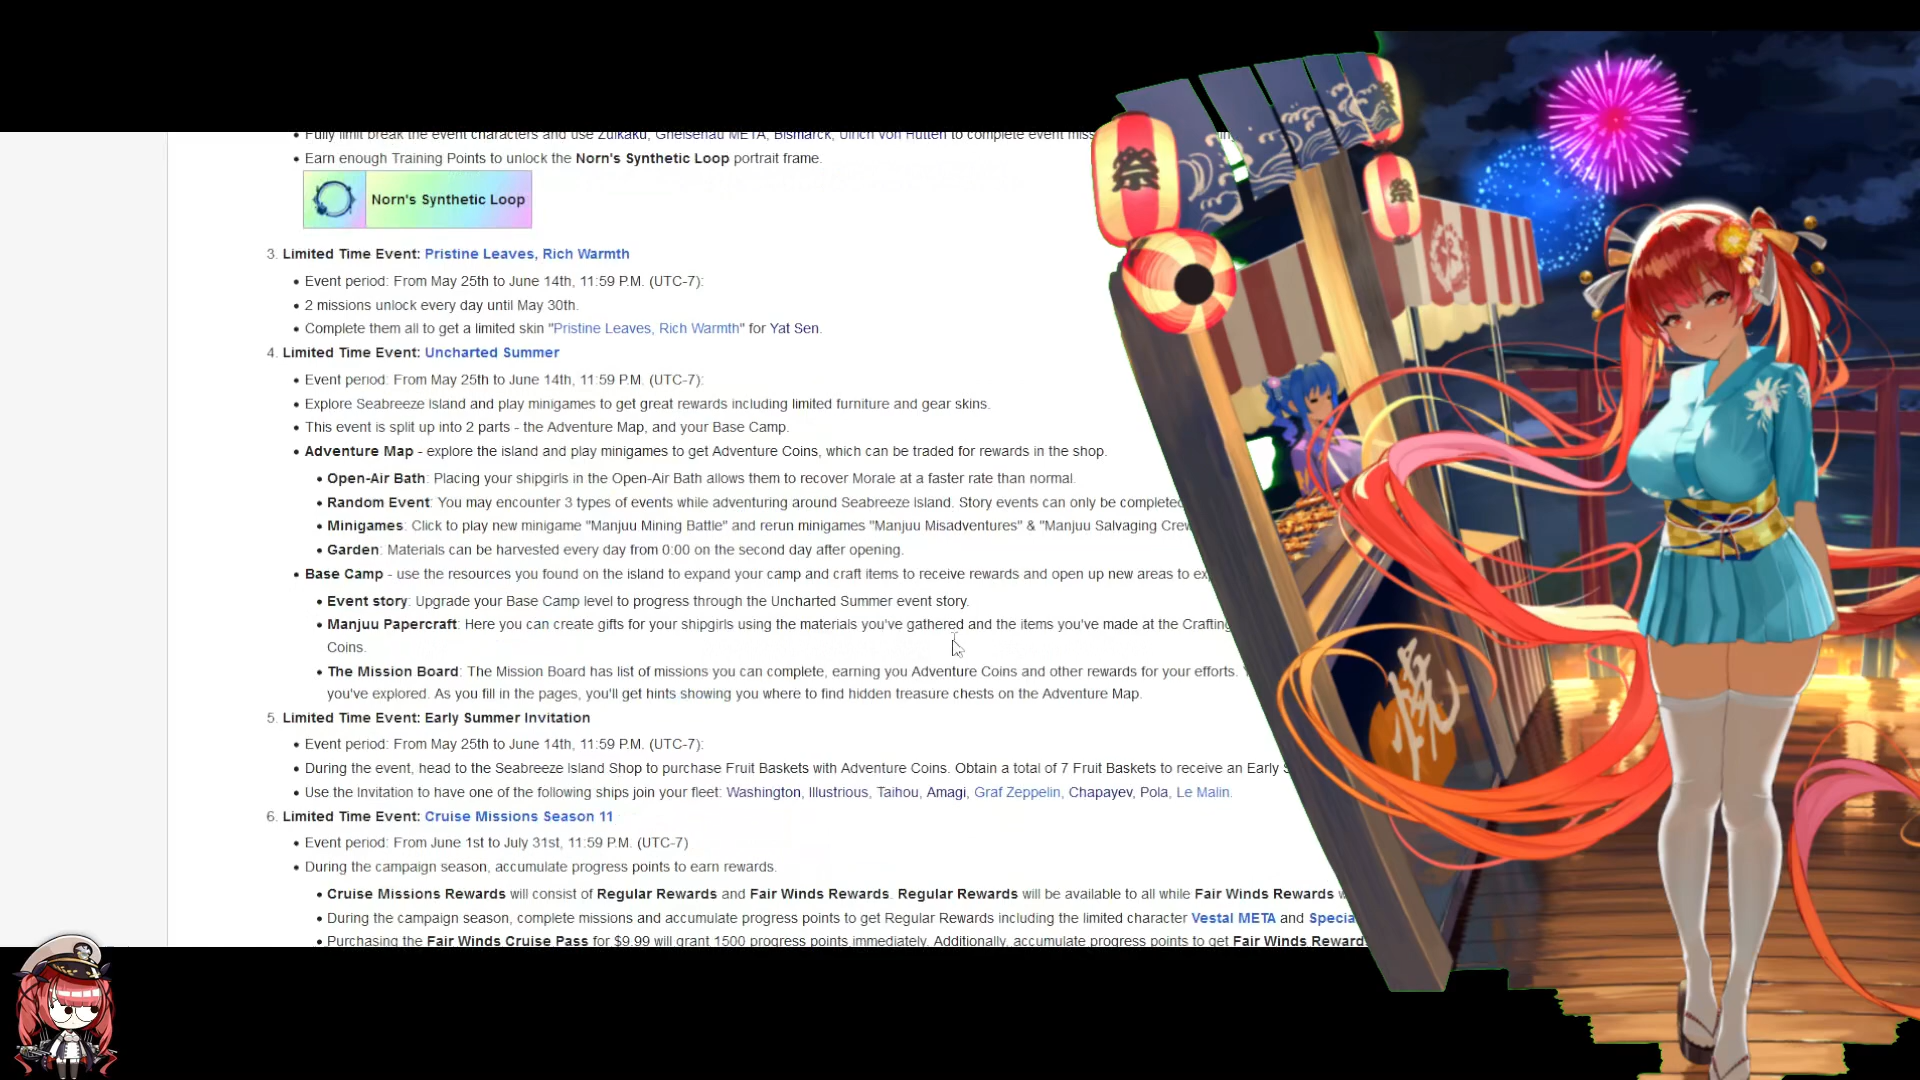 Fully limit break the event characters and use Zuikaku, Gneisenau META, Bismarck, Ulrich von Hutten to complete event
• Earn enough Training Points to unlock the Norn's Synthetic Loop portrait frame.
Norn's Synthetic Loop
3. Limited Time Event: Pristine Leaves, Rich Warmth
• Event period: From May 25th to June 14th, 11:59 P.M. (UTC-7):
• 2 missions unlock every day until May 30th.
• Complete them all to get a limited skin "Pristine Leaves, Rich Warmth" for Yat Sen.
4. Limited Time Event: Uncharted Summer
• Event period: From May 25th to June 14th, 11:59 P.M. (UTC-7):
• Explore Seabreeze Island and play minigames to get great rewards including limited furniture and gear skins.
• This event is split up into 2 parts - the Adventure Map, and your Base Camp.
• Adventure Map - explore the island and play minigames to get Adventure Coins, which can be traded for rewards in the shop.
• Open-Air Bath: Placing your shipgirls in the Open-Air Bath allows them to recover Morale at a faster rate than normal.
• Random Event: You may encounter 3 types of events while adventuring around Seabreeze Island. Story events can only be completed
• Minigames: Click to play new minigame "Manjuu Mining Battle" and rerun minigames "Manjuu Misadventures" & "Manjuu Salvaging Crew
• Garden: Materials can be harvested every day from 0:00 on the second day after opening.
• Base Camp - use the resources you found on the island to expand your camp and craft items to receive rewards and open up new areas to
• Event story: Upgrade your Base Camp level to progress through the Uncharted Summer event story.
• Manjuu Papercraft: Here you can create gifts for your shipgirls using the materials you've gathered and the items you've made at the Crafting
Coins.
• The Mission Board: The Mission Board has list of missions you can complete, earning you Adventure Coins and other rewards for your efforts.
you've explored. As you fill in the pages, you'll get hints showing you where to find hidden treasure chests on the Adventure Map.
5. Limited Time Event: Early Summer Invitation
• Event period: From May 25th to June 14th, 11:59 P.M. (UTC-7):
• During the event, head to the Seabreeze Island Shop to purchase Fruit Baskets with Adventure Coins. Obtain a total of 7 Fruit Baskets to receive an Early
• Use the Invitation to have one of the following ships join your fleet: Washington, Illustrious, Taihou, Amagi, Graf Zeppelin, Chapayev, Pola, Le Malin.
6. Limited Time Event: Cruise Missions Season 11
• Event period: From June 1st to July 31st, 11:59 P.M. (UTC-7)
• During the campaign season, accumulate progress points to earn rewards.
• Cruise Missions Rewards will consist of Regular Rewards and Fair Winds Rewards. Regular Rewards will be available to all while Fair Winds Rewards
• During the campaign season, complete missions and accumulate progress points to get Regular Rewards including the limited character Vestal META and
• Purchasing the Fair Winds Cruise Pass for $9.99 will grant 1500 progress points immediately. Additionally, accumulate progress points to get Fair Winds
祭
祭
祭
焼